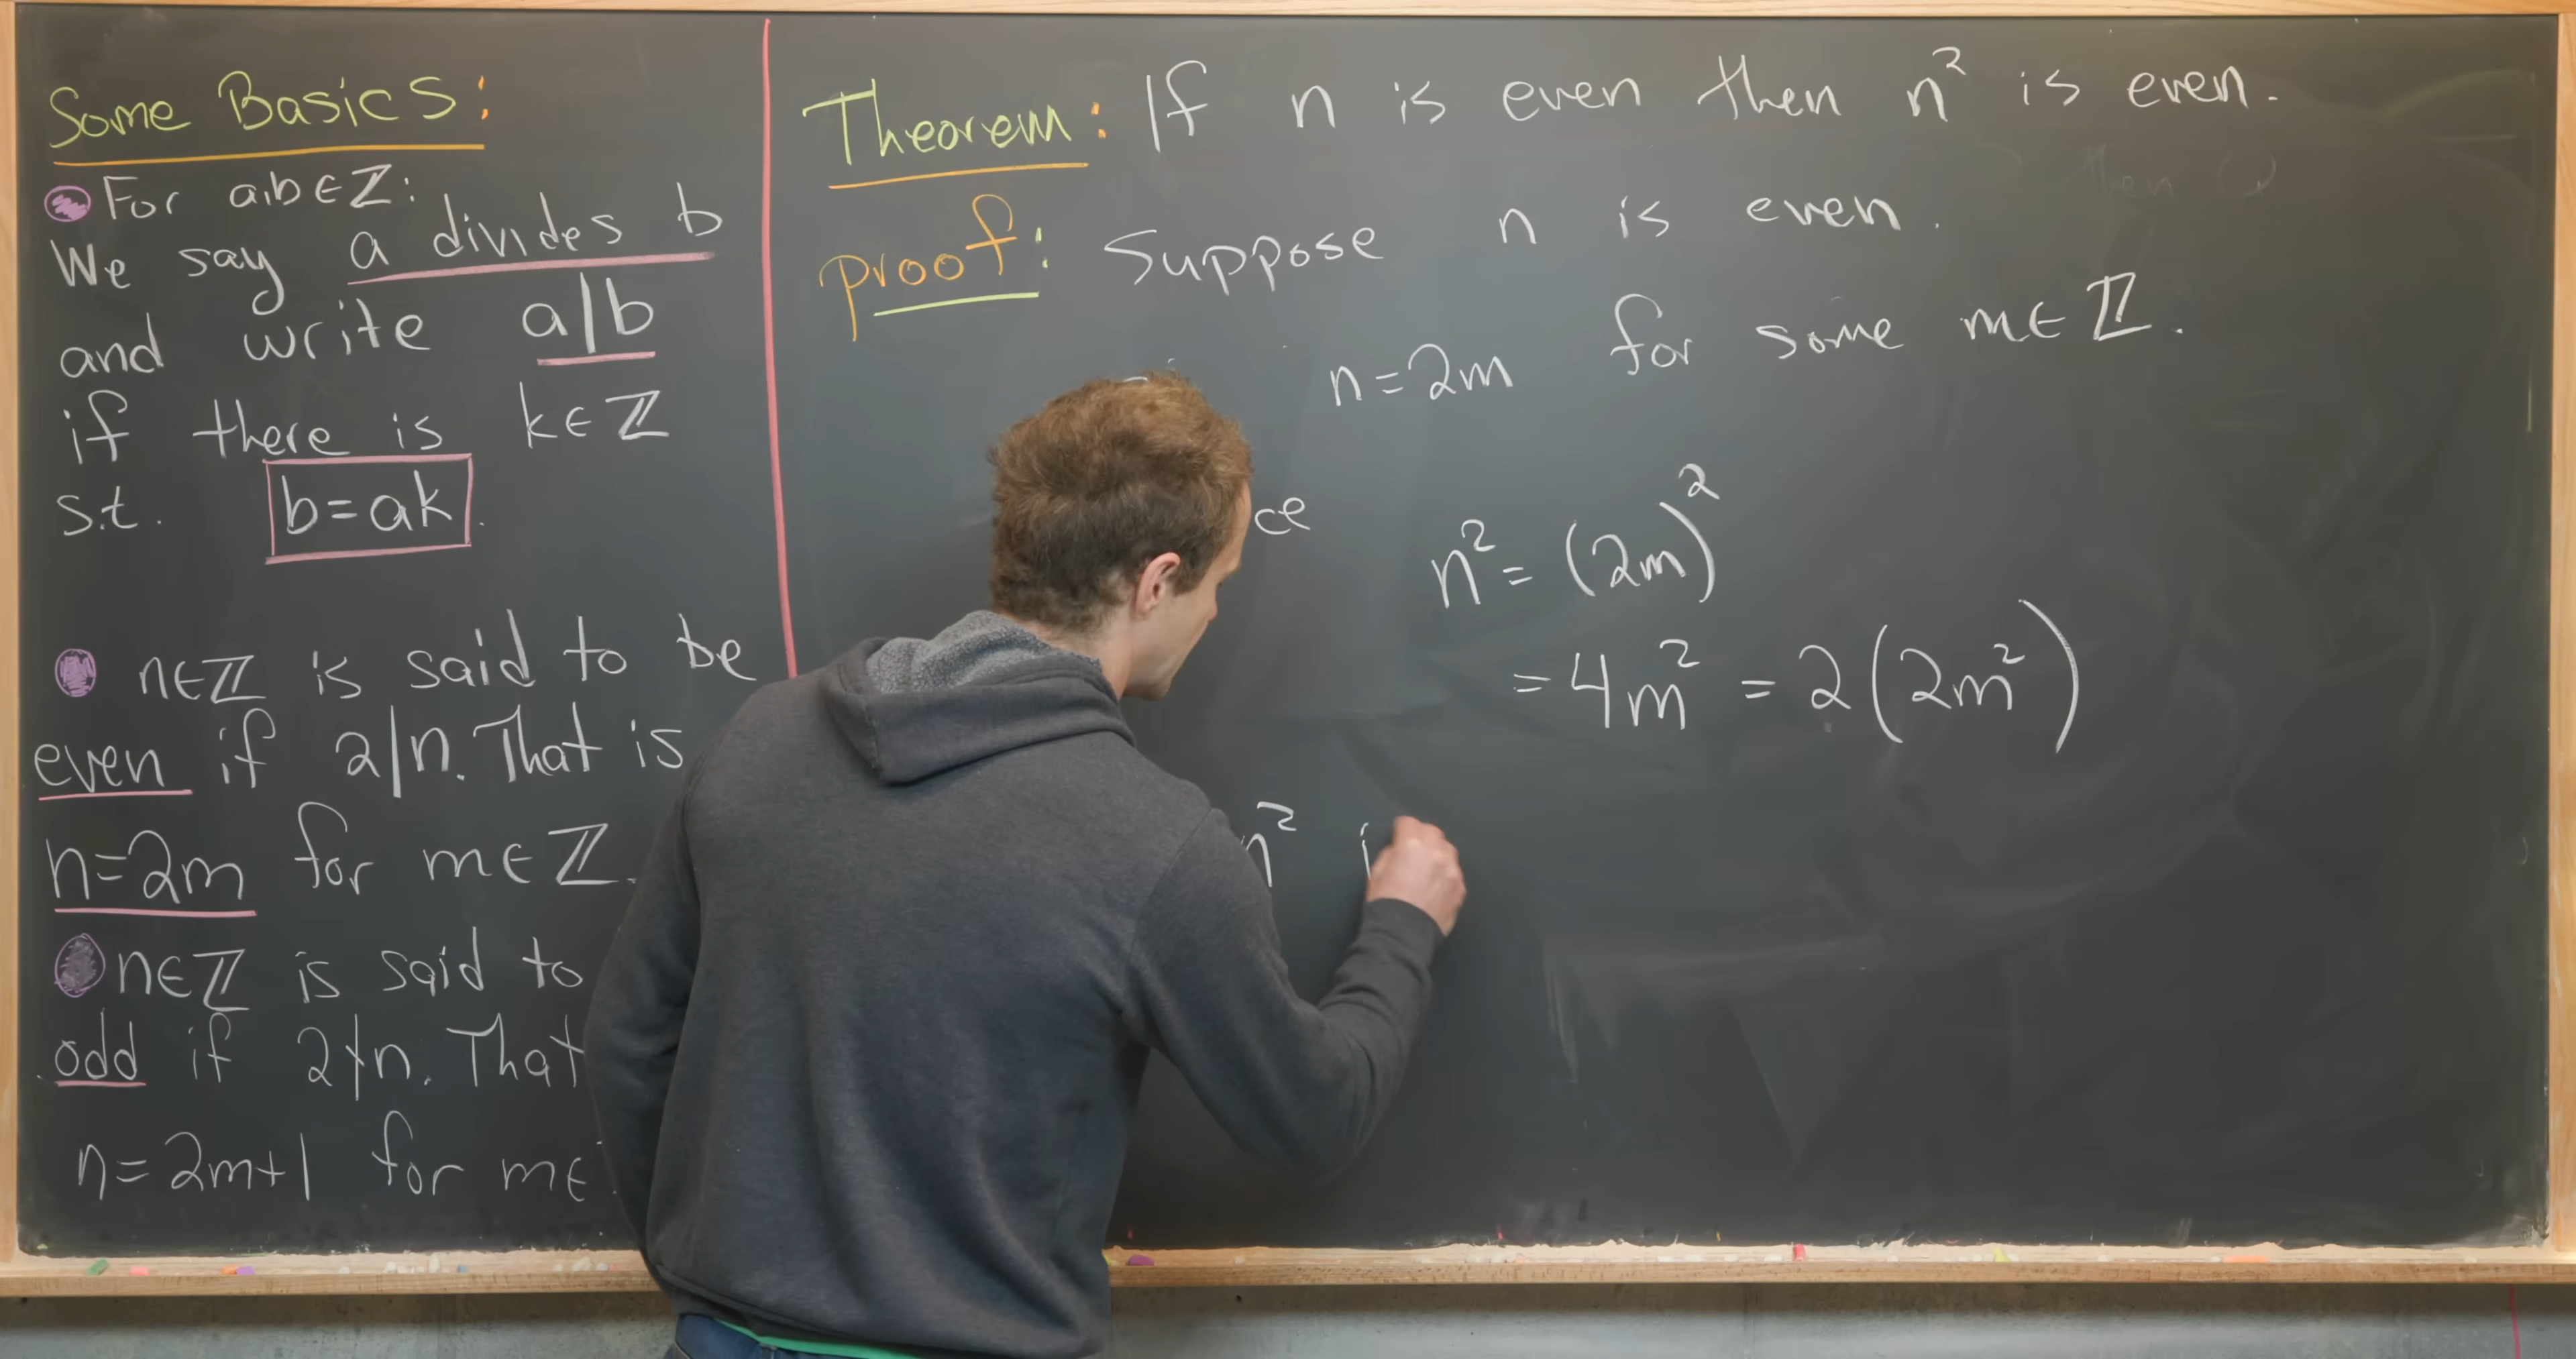 Some Basics:
For a,b∈ℤ:
We say a divides b
and write a|b
if there is k∈ℤ
s.t. b=ak.
n∈ℤ is said to be
even if 2|n. That is
n=2m for m∈ℤ.
n∈ℤ is said to
odd if 2∤n. That
n=2m+1 for m∈
Theorem: If n is even then n² is even.
proof: Suppose n is even.
n=2m for some m∈ℤ.
n²=(2m)²
=4m²=2(2m²)
n²